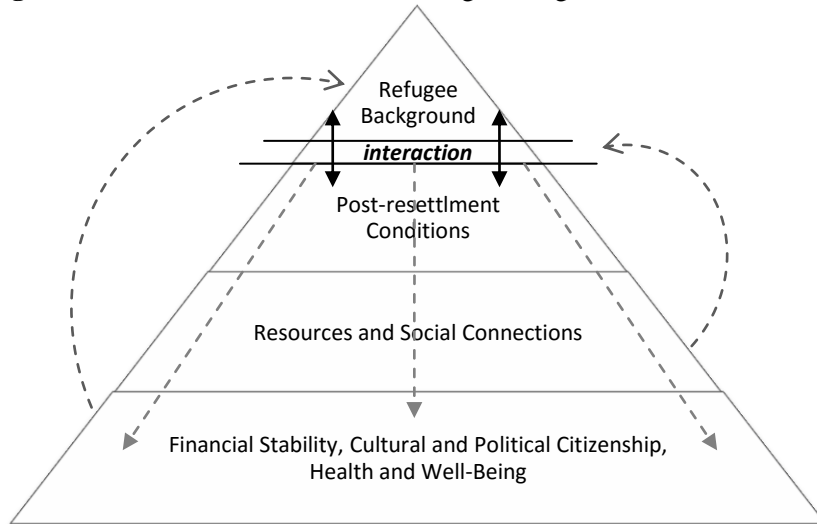 Refugee
Background
interaction
Post-resettlment
Conditions
Resources and Social Connections
Financial Stability, Cultural and Political Citizenship,
Health and Well-Being